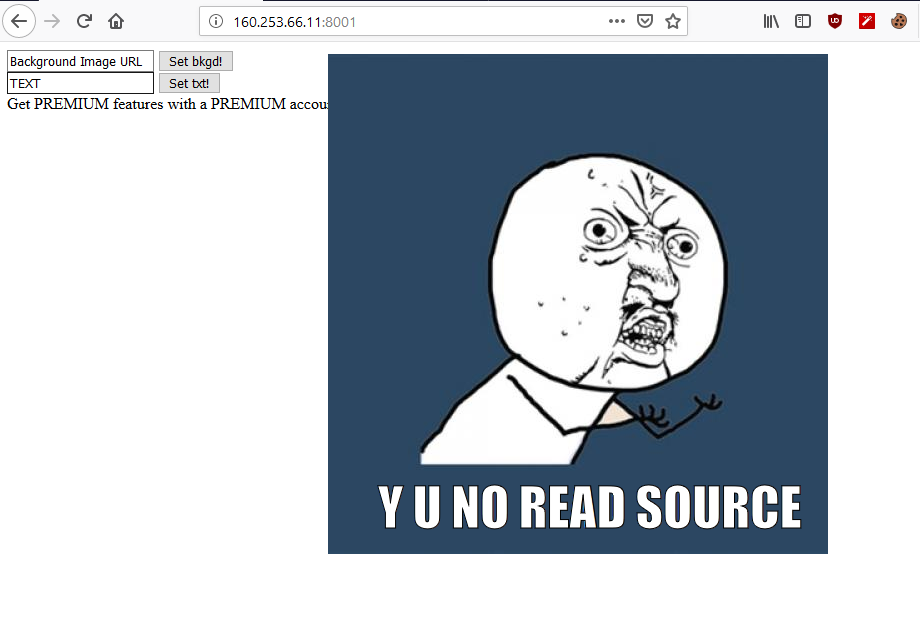 160.253.66.11:8001
Background Image URL Set bkgd!
TEXT Set txt!
Get PREMIUM features with a PREMIUM accou
Y U NO READ SOURCE